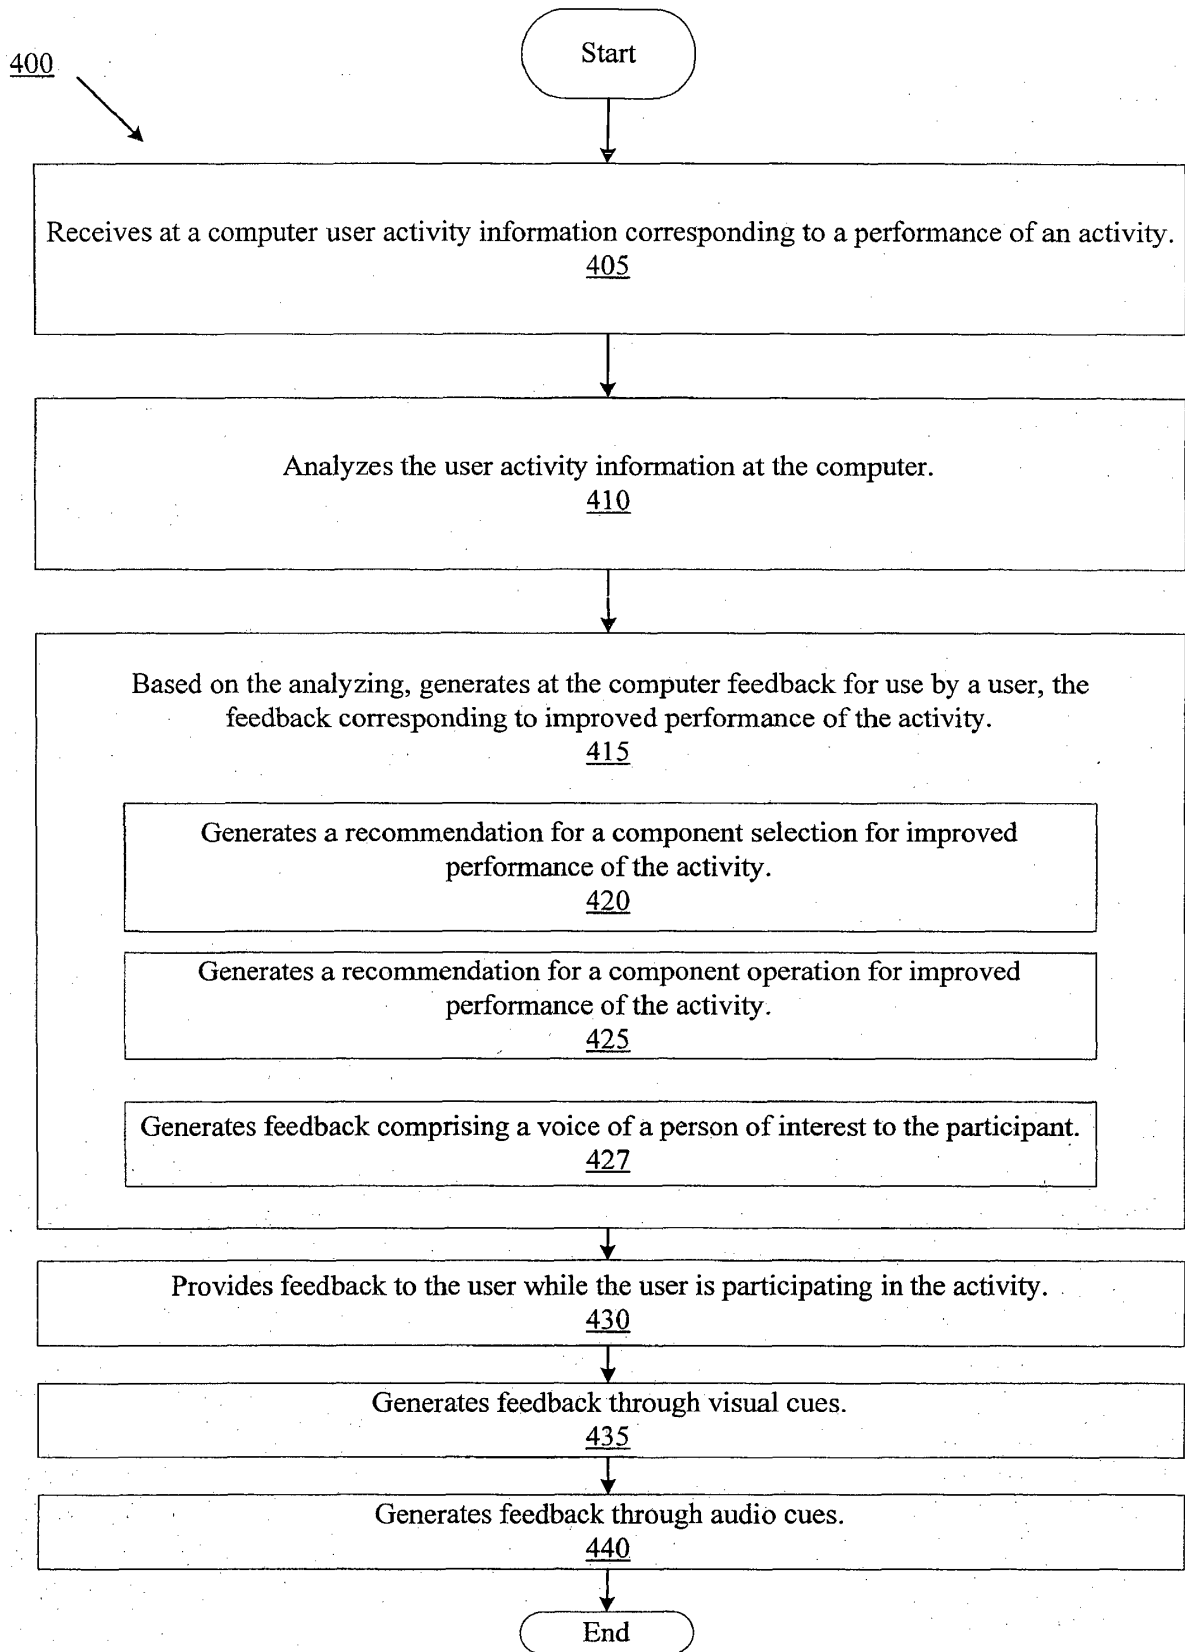 Start
400
Receives at a computer user activity information corresponding to a performance of an activity.
405
Analyzes the user activity information at the computer.
410
Based on the analyzing, generates at the computer feedback for use by a user, the
feedback corresponding to improved performance of the activity.
415
Generates a recommendation for a component selection for improved
performance of the activity.
420
Generates a recommendation for a component operation for improved
performance of the activity.
425
Generates feedback comprising a voice of a person of interest to the participant.
427
Provides feedback to the user while the user is participating in the activity.
430
Generates feedback through visual cues.
435
Generates feedback through audio cues.
440
End